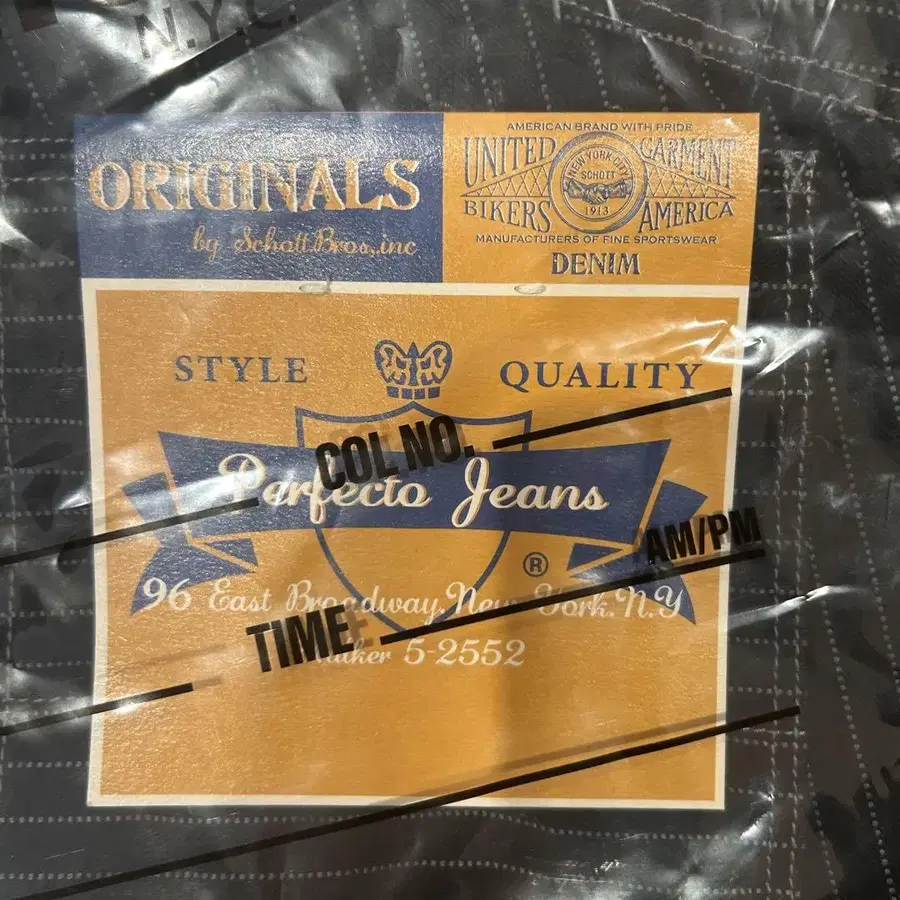 N.Y.C.
ORIGINALS
by Schott Bros., inc
AMERICAN BRAND WITH PRIDE
UNITED GARMENT
NEW YORK CITY
SCHOTT
1913
BIKERS AMERICA
MANUFACTURERS OF FINE SPORTSWEAR
DENIM
STYLE QUALITY
COL NO.
Perfecto Jeans
®
AM/PM
96 East Broadway, New York. N.Y
TIME
5-2552